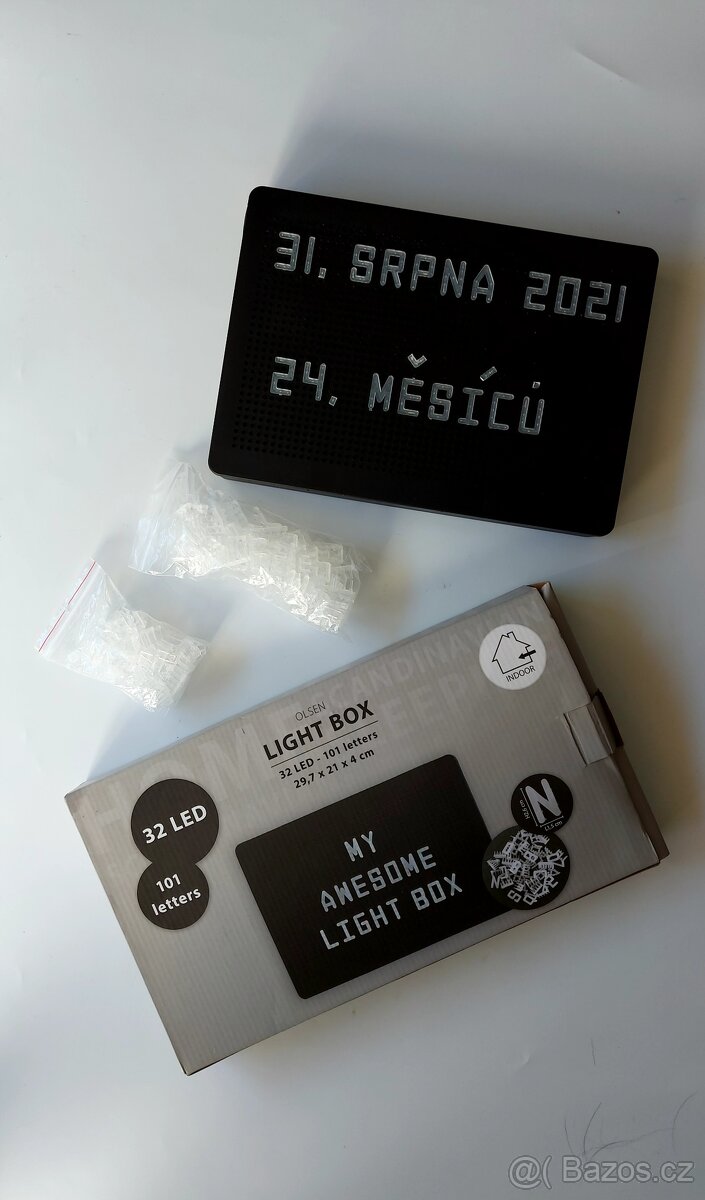 31. SRPNA 2021
24. MĚSÍCŮ
INDOOR
OLSEN
LIGHT BOX
32 LED - 101 letters
29,7 x 21 x 4 cm
32 LED
101
letters
N
MY
AWESOME
LIGHT BOX
@( Bazos.cz